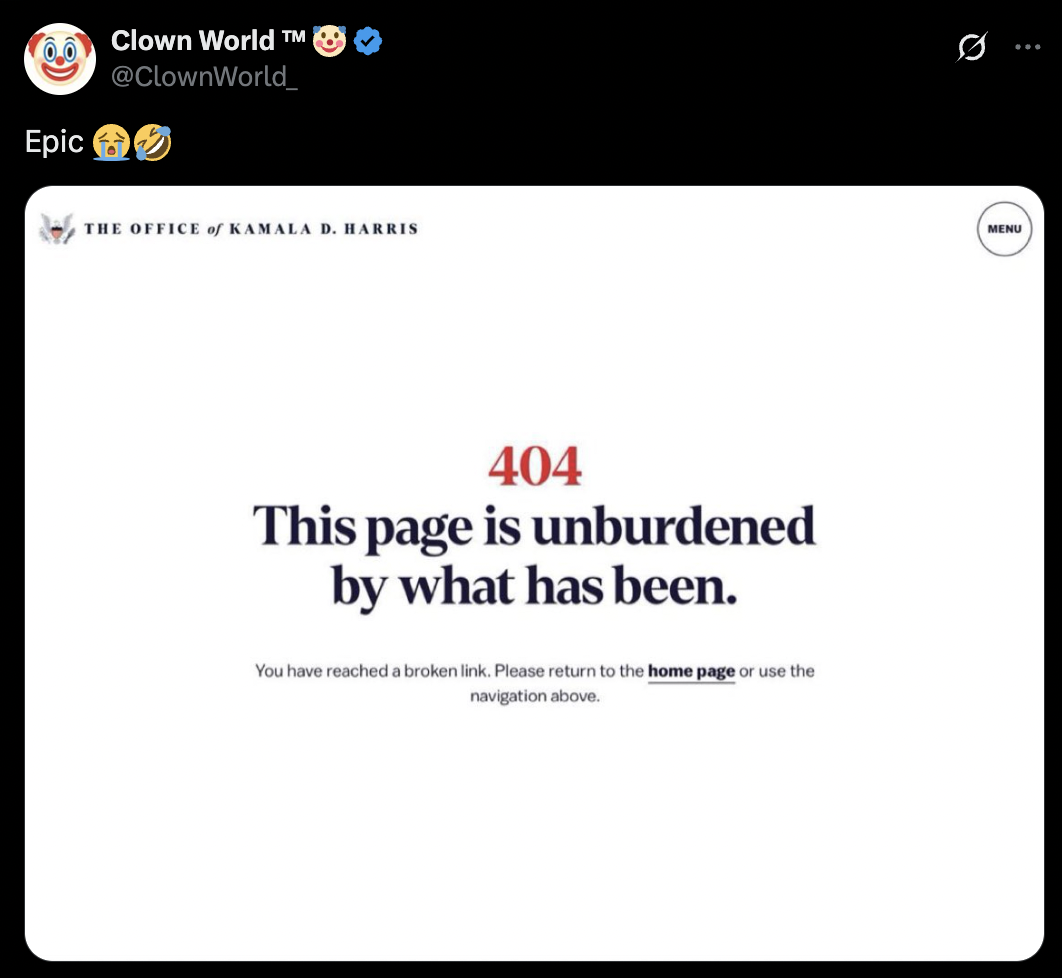 Clown World ™ 🤡
@ClownWorld_
Epic 😭🤣
THE OFFICE of KAMALA D. HARRIS
MENU
404
This page is unburdened
by what has been.
You have reached a broken link. Please return to the home page or use the
navigation above.